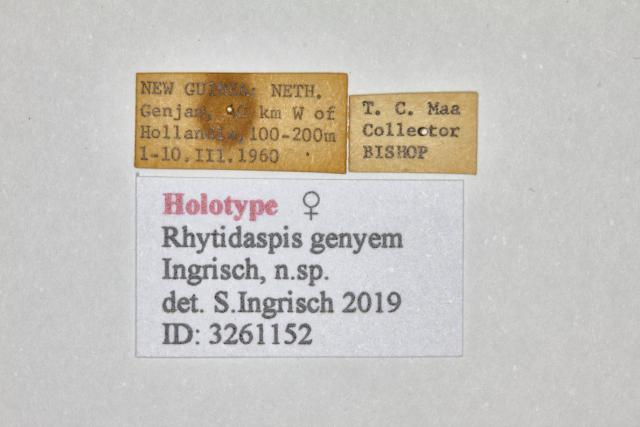 NEW GUINEA: NETH.
Genjam, 40 km W of
Hollandia, 100-200m
1-10.III.1960
T. C. Maa
Collector
BISHOP
Holotype ♀
Rhytidaspis genyem
Ingrisch, n.sp.
det. S.Ingrisch 2019
ID: 3261152